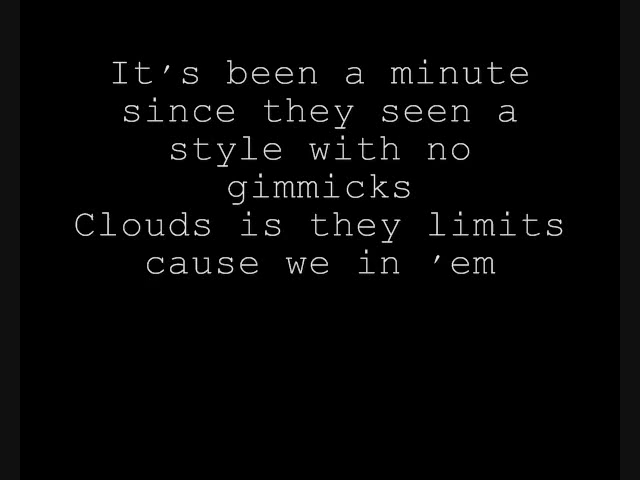 It's been a minute
since they seen a
style with no
gimmicks
Clouds is they limits
cause we in 'em